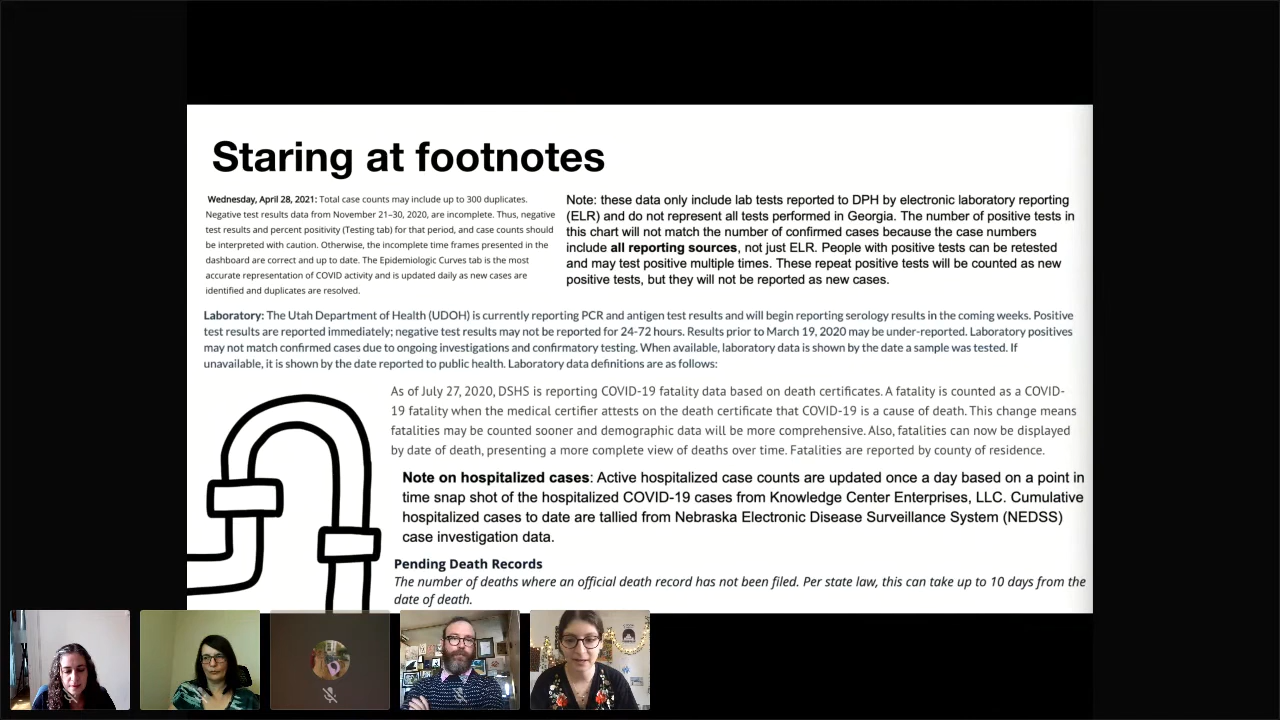 Staring at footnotes
Wednesday, April 28, 2021: Total case counts may include up to 300 duplicates.
Negative test results data from November 21–30, 2020, are incomplete. Thus, negative
test results and percent positivity (Testing tab) for that period, and case counts should
be interpreted with caution. Otherwise, the incomplete time frames presented in the
dashboard are correct and up to date. The Epidemiologic Curves tab is the most
accurate representation of COVID activity and is updated daily as new cases are
identified and duplicates are resolved.
Note: these data only include lab tests reported to DPH by electronic laboratory reporting
(ELR) and do not represent all tests performed in Georgia. The number of positive tests in
this chart will not match the number of confirmed cases because the case numbers
include all reporting sources, not just ELR. People with positive tests can be retested
and may test positive multiple times. These repeat positive tests will be counted as new
positive tests, but they will not be reported as new cases.
Laboratory: The Utah Department of Health (UDOH) is currently reporting PCR and antigen test results and will begin reporting serology results in the coming weeks. Positive
test results are reported immediately; negative test results may not be reported for 24-72 hours. Results prior to March 19, 2020 may be under-reported. Laboratory positives
may not match confirmed cases due to ongoing investigations and confirmatory testing. When available, laboratory data is shown by the date a sample was tested. If
unavailable, it is shown by the date reported to public health. Laboratory data definitions are as follows:
As of July 27, 2020, DSHS is reporting COVID-19 fatality data based on death certificates. A fatality is counted as a COVID-
19 fatality when the medical certifier attests on the death certificate that COVID-19 is a cause of death. This change means
fatalities may be counted sooner and demographic data will be more comprehensive. Also, fatalities can now be displayed
by date of death, presenting a more complete view of deaths over time. Fatalities are reported by county of residence.
Note on hospitalized cases: Active hospitalized case counts are updated once a day based on a point in
time snap shot of the hospitalized COVID-19 cases from Knowledge Center Enterprises, LLC. Cumulative
hospitalized cases to date are tallied from Nebraska Electronic Disease Surveillance System (NEDSS)
case investigation data.
Pending Death Records
The number of deaths where an official death record has not been filed. Per state law, this can take up to 10 days from the
date of death.